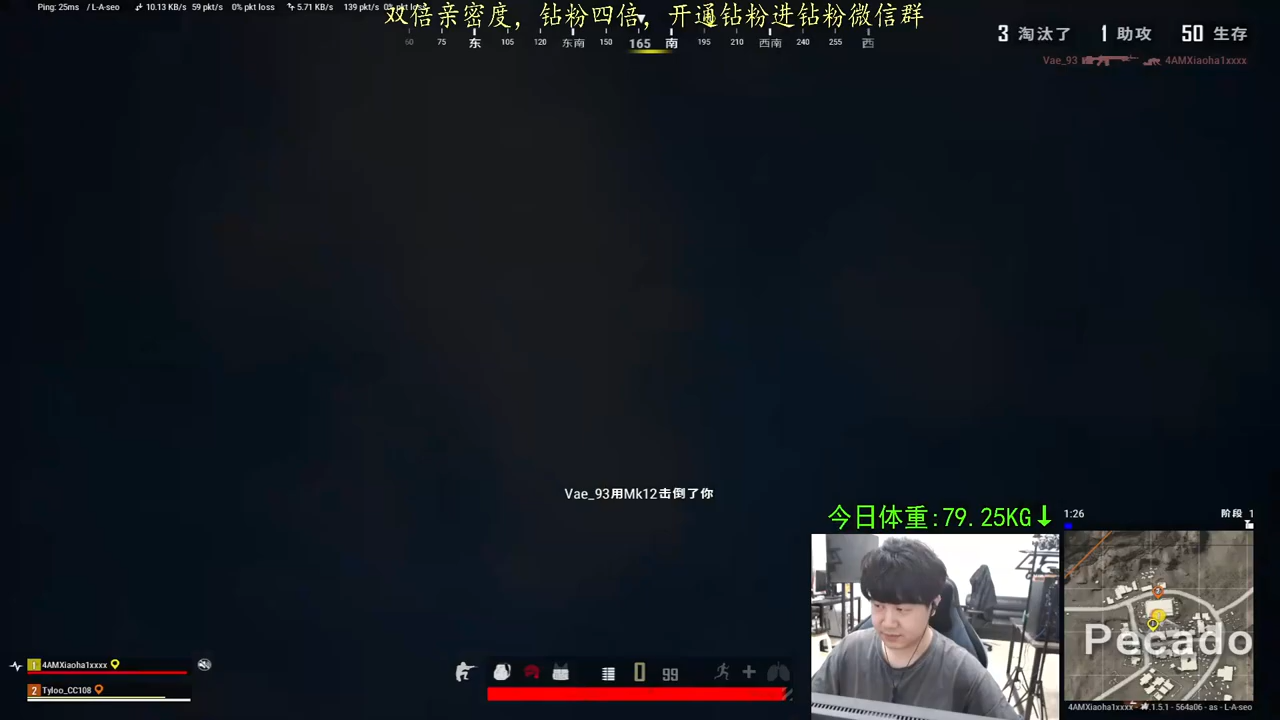 Ping: 25ms / L-A-seo 10.13 KB/s 59 pkt/s 0% pkt loss 5.71 KB/s 139 pkt/s
双倍亲密度，钻粉四倍，开通钻粉进钻粉微信群
60 75 东 105 120 东南 150 165 南 195 210 西南 240 255 西
3 淘汰了 1 助攻 50 生存
Vae_93 4AMXiaoha1xxxx
Vae_93用Mk12击倒了你
今日体重:79.25KG↓
1:26 阶段 1
Pecado
1 4AMXiaoha1xxxx
2 Tyloo_CC108
0 99